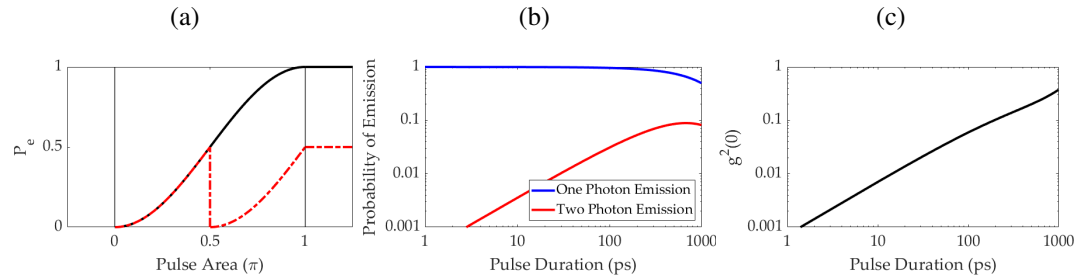 (a)
(b)
(c)
P_e
1
0.5
0
0
0.5
1
Pulse Area (π)
Probability of Emission
1
0.1
0.01
0.001
One Photon Emission
Two Photon Emission
1
10
100
1000
Pulse Duration (ps)
g²(0)
1
0.1
0.01
0.001
1
10
100
1000
Pulse Duration (ps)